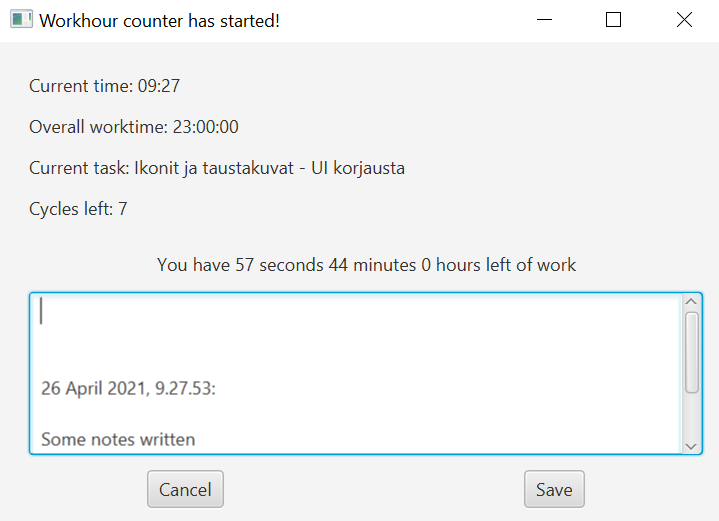 Workhour counter has started!
Current time: 09:27
Overall worktime: 23:00:00
Current task: Ikonit ja taustakuvat - UI korjausta
Cycles left: 7
You have 57 seconds 44 minutes 0 hours left of work
26 April 2021, 9.27.53:
Some notes written
Cancel
Save